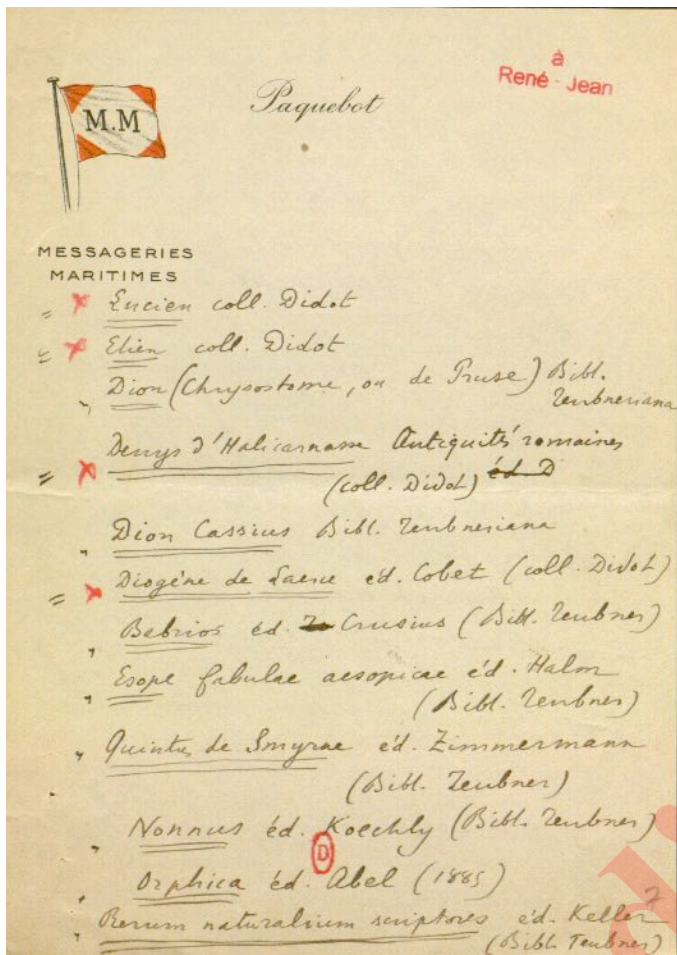 à
René - Jean
Paquebot
M.M
MESSAGERIES
MARITIMES
= x Lucien coll. Didot
= x Elien coll. Didot
" Dion (Chrysostome, ou de Pruse) Bibl.
Teubneriana
Denys d'Halicarnasse Antiquités romaines
= x (coll. Didot) éd. D
" Dion Cassius Bibl. Teubneriana
= x Diogène de Laerce éd. Cobet (coll. Didot)
" Babrios éd. Crusius (Bibl. Teubner)
" Esope fabulae aesopicae éd. Halm
(Bibl. Teubner)
" Quintus de Smyrne éd. Zimmermann
(Bibl. Teubner)
" Nonnus éd. Koechly (Bibl. Teubner)
D
" Orphica éd. Abel (1885)
" Rerum naturalium scriptores éd. Keller
(Bibl. Teubner)